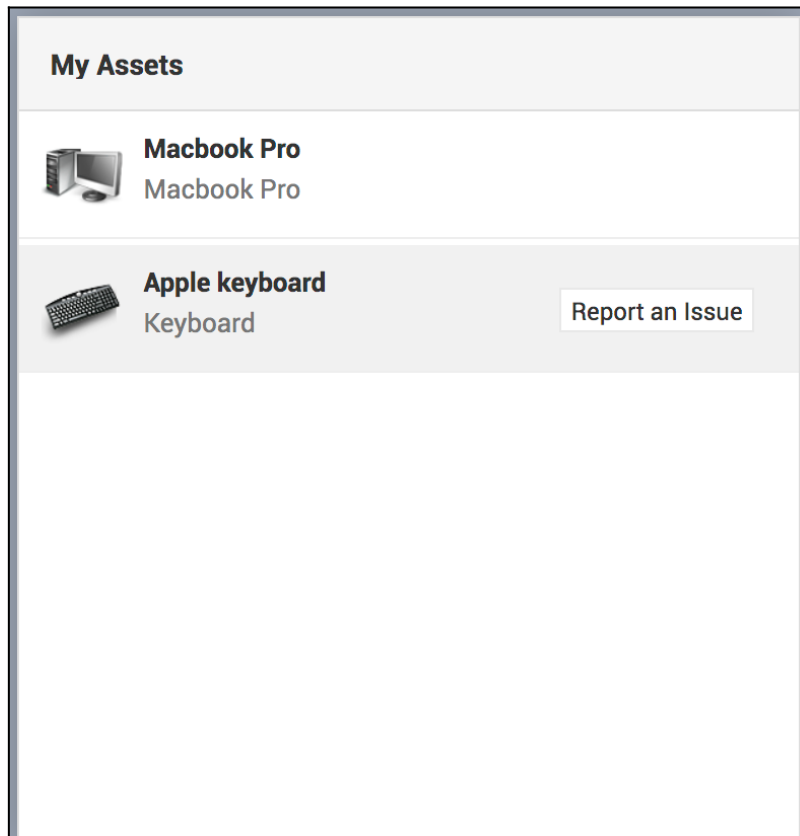 My Assets
Macbook Pro
Macbook Pro
Apple keyboard
Keyboard
Report an Issue